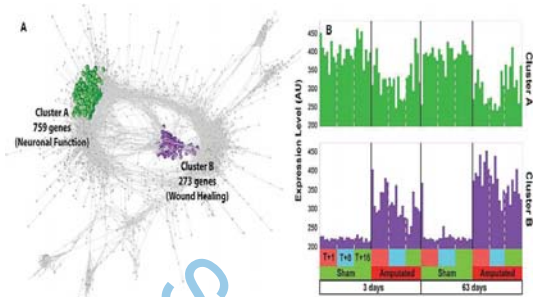 A
Cluster A
759 genes
(Neuronal Function)
Cluster B
273 genes
(Wound Healing)
B
Expression Level (AU)
450
400
350
300
250
200
Cluster A
450
400
350
300
250
200
Cluster B
T+1 T+8 T+16
Sham Amputated Sham Amputated
3 days 63 days